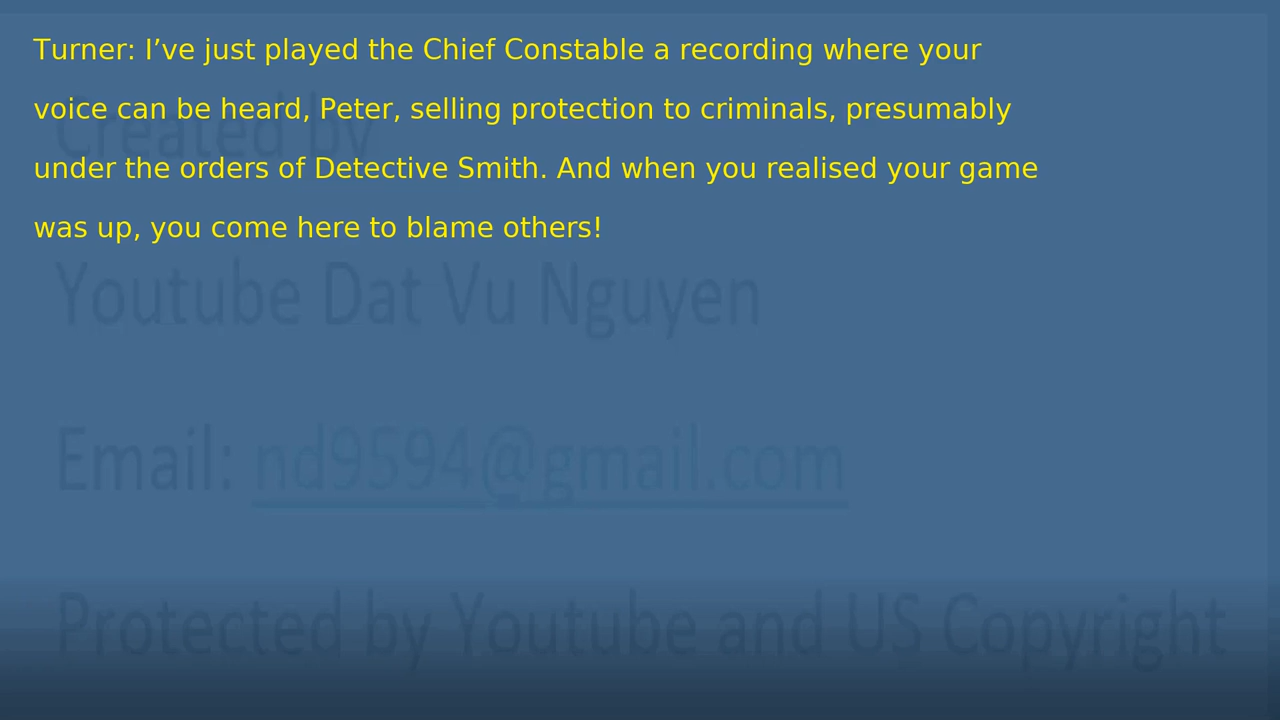 Turner: I’ve just played the Chief Constable a recording where your
voice can be heard, Peter, selling protection to criminals, presumably
Created by
under the orders of Detective Smith. And when you realised your game
was up, you come here to blame others!
Youtube Dat Vu Nguyen
Email: nd9594@gmail.com
Protected by Youtube and US Copyright